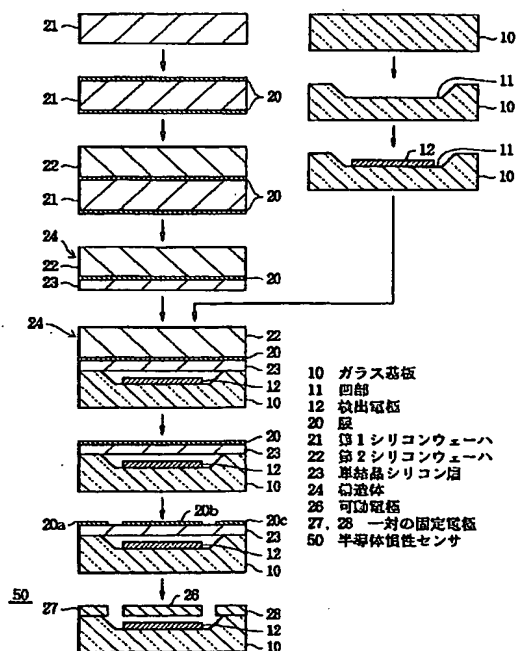 21
10
21
20
11
10
22
21
20
12
11
10
24
22
23
20
24
22
20
23
12
10
20
23
12
10
20a
20b
20c
23
12
10
50
27
26
28
12
10
10 ガラス基板
11 凹部
12 検出電極
20 膜
21 第1シリコンウェーハ
22 第2シリコンウェーハ
23 単結晶シリコン層
24 構造体
26 可動電極
27, 28 一対の固定電極
50 半導体慣性センサ